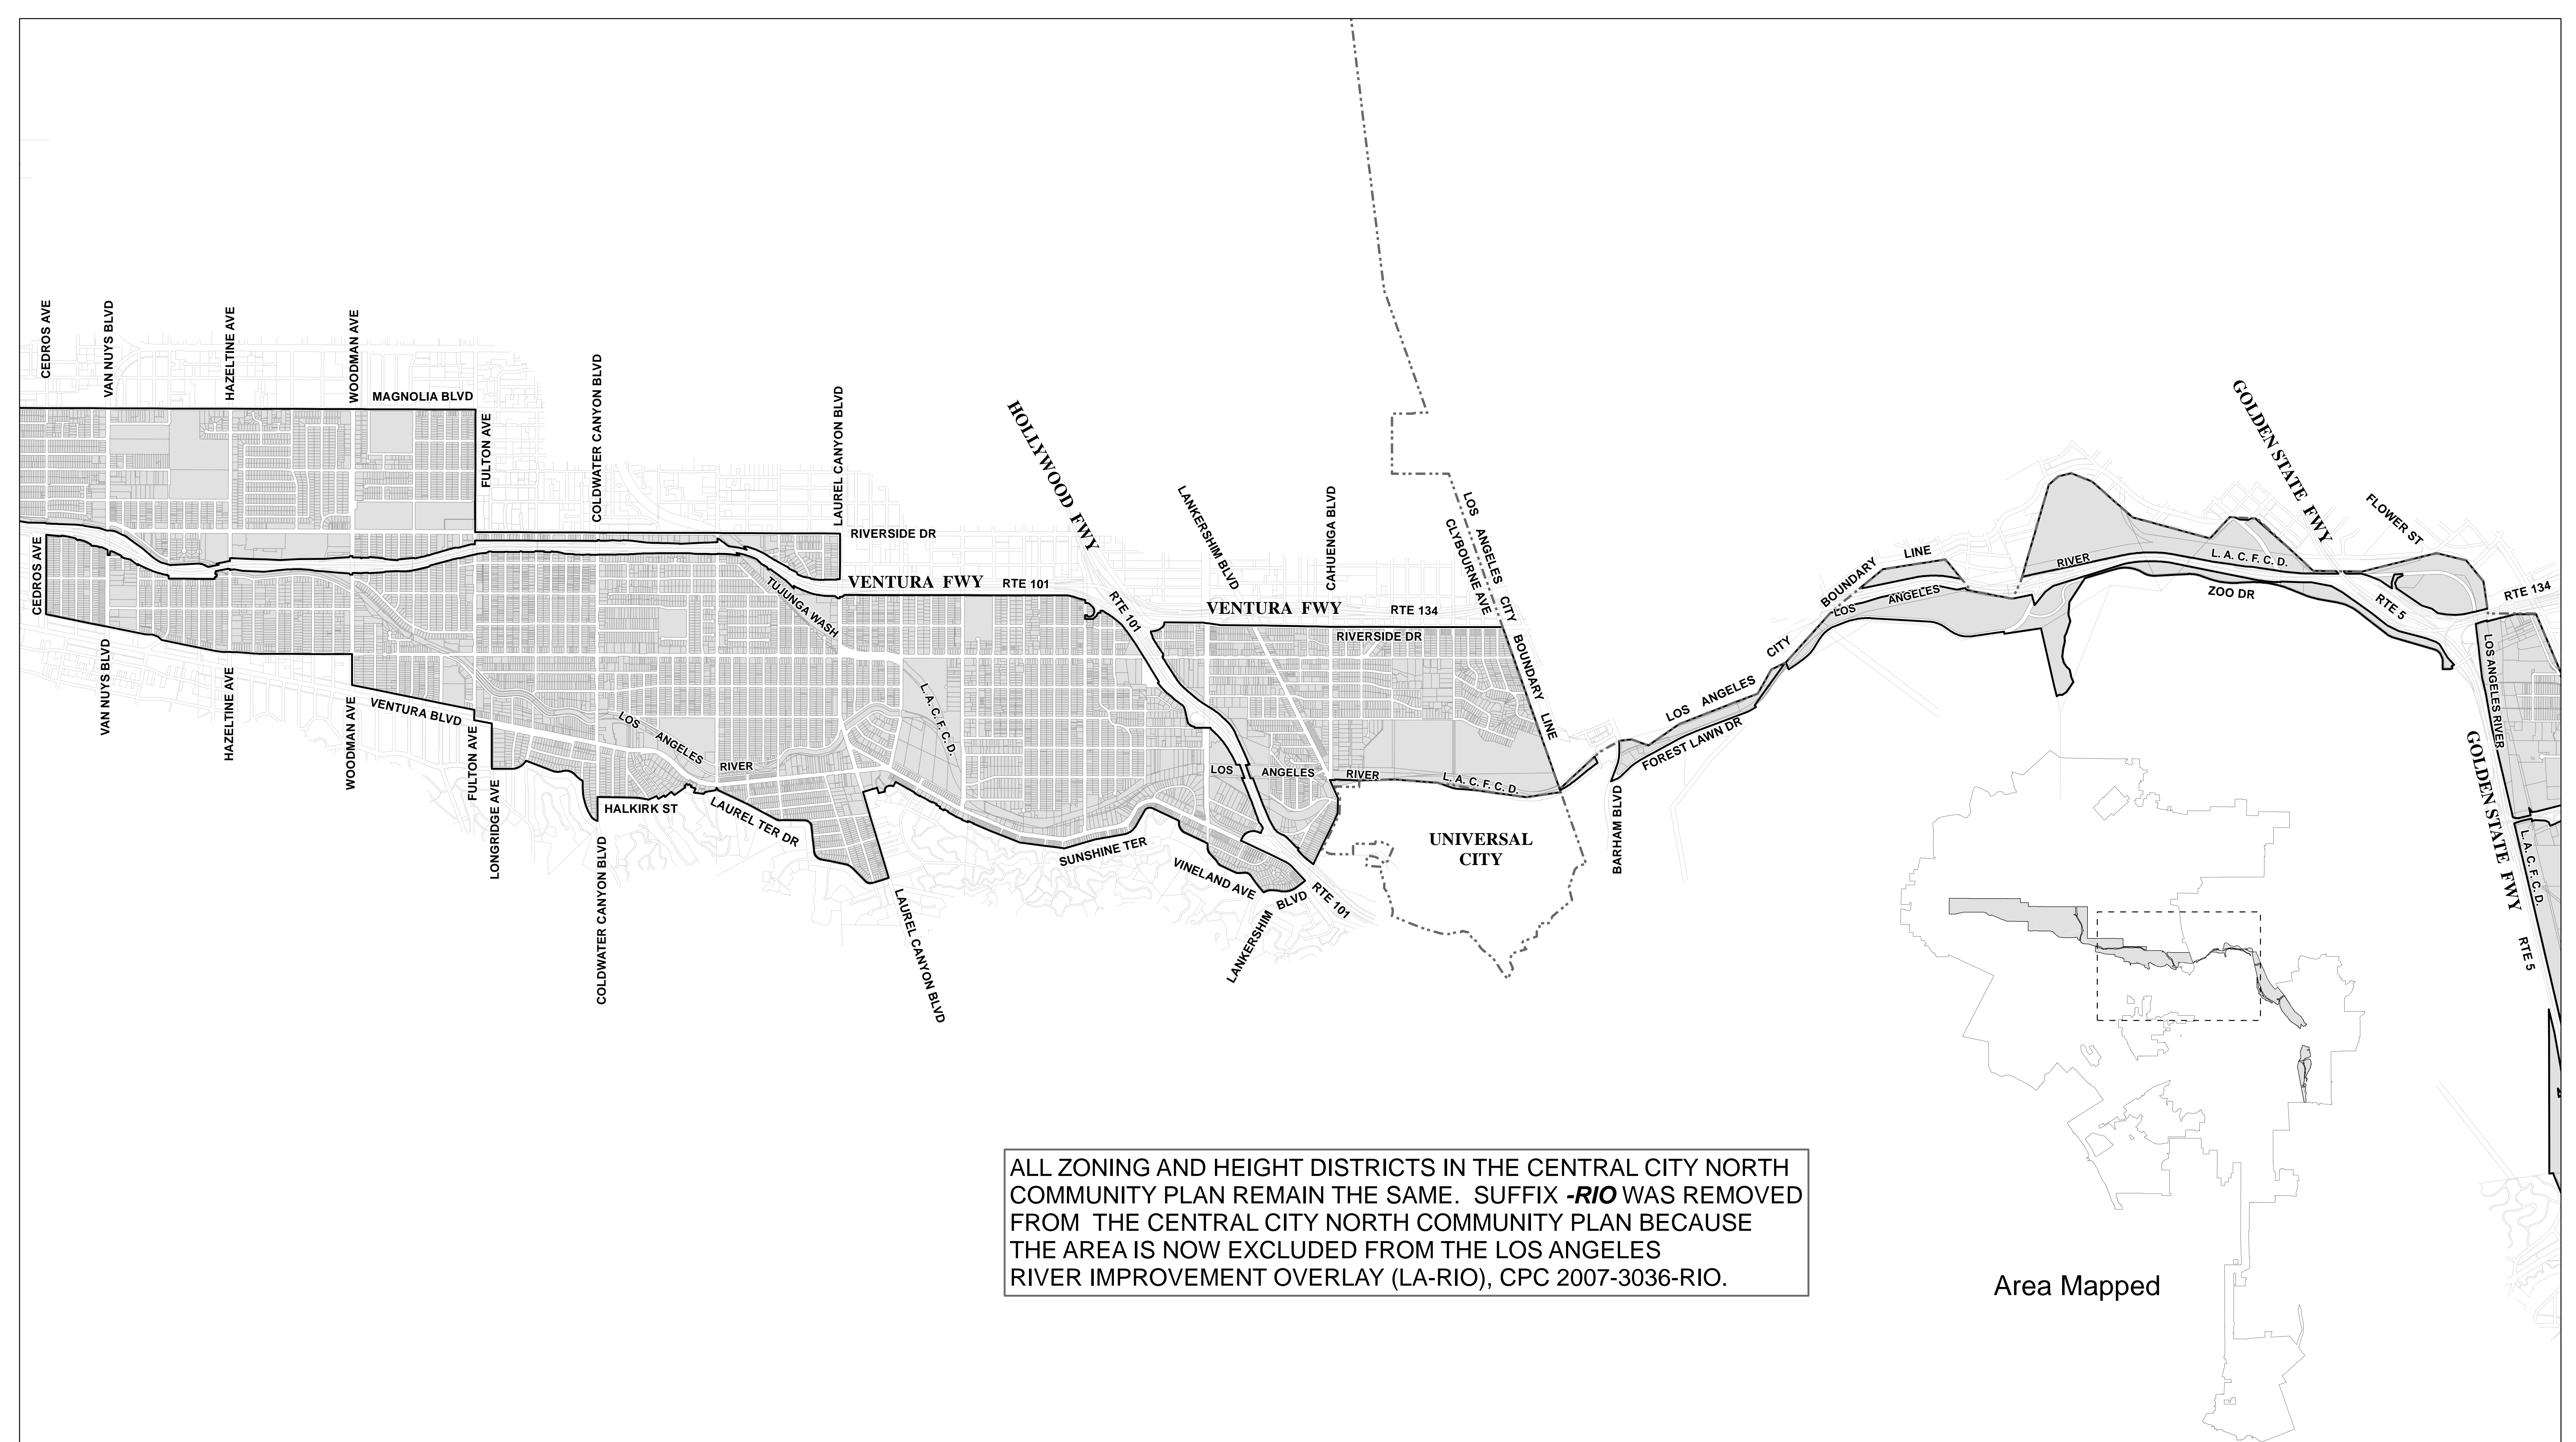 CEDROS AVE
VAN NUYS BLVD
HAZELTINE AVE
WOODMAN AVE
MAGNOLIA BLVD
FULTON AVE
COLDWATER CANYON BLVD
LAUREL CANYON BLVD
RIVERSIDE DR
HOLLYWOOD FWY
LANKERSHIM BLVD
CAHUENGA BLVD
LOS ANGELES CITY BOUNDARY LINE
CLYBOURNE AVE
GOLDEN STATE FWY
FLOWER ST
CEDROS AVE
TUJUNGA WASH
VENTURA FWY RTE 101
RTE 101
VENTURA FWY RTE 134
RIVERSIDE DR
LOS ANGELES CITY BOUNDARY LINE
LOS ANGELES RIVER L. A. C. F. C. D.
ZOO DR
RTE 5
RTE 134
LOS ANGELES RIVER
VAN NUYS BLVD
HAZELTINE AVE
WOODMAN AVE
VENTURA BLVD
FULTON AVE
LONGRIDGE AVE
LOS ANGELES RIVER
L. A. C. F. C. D.
LOS ANGELES RIVER L. A. C. F. C. D.
FOREST LAWN DR
BARHAM BLVD
GOLDEN STATE FWY
L. A. C. F. C. D.
RTE 5
HALKIRK ST
COLDWATER CANYON BLVD
LAUREL TER DR
LAUREL CANYON BLVD
SUNSHINE TER
VINELAND AVE
LANKERSHIM BLVD
RTE 101
UNIVERSAL
CITY
ALL ZONING AND HEIGHT DISTRICTS IN THE CENTRAL CITY NORTH
COMMUNITY PLAN REMAIN THE SAME. SUFFIX -RIO WAS REMOVED
FROM THE CENTRAL CITY NORTH COMMUNITY PLAN BECAUSE
THE AREA IS NOW EXCLUDED FROM THE LOS ANGELES
RIVER IMPROVEMENT OVERLAY (LA-RIO), CPC 2007-3036-RIO.
Area Mapped